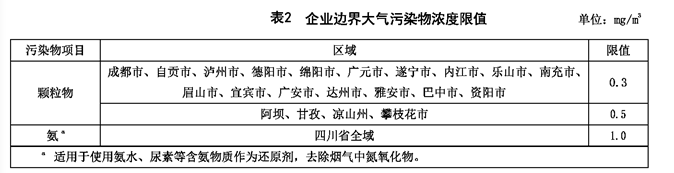 表2 企业边界大气污染物浓度限值 单位：mg/m³
污染物项目 区域 限值
颗粒物 成都市、自贡市、泸州市、德阳市、绵阳市、广元市、遂宁市、内江市、乐山市、南充市、 0.3
眉山市、宜宾市、广安市、达州市、雅安市、巴中市、资阳市
阿坝、甘孜、凉山州、攀枝花市 0.5
氨ᵃ 四川省全域 1.0
ᵃ 适用于使用氨水、尿素等含氨物质作为还原剂，去除烟气中氮氧化物。